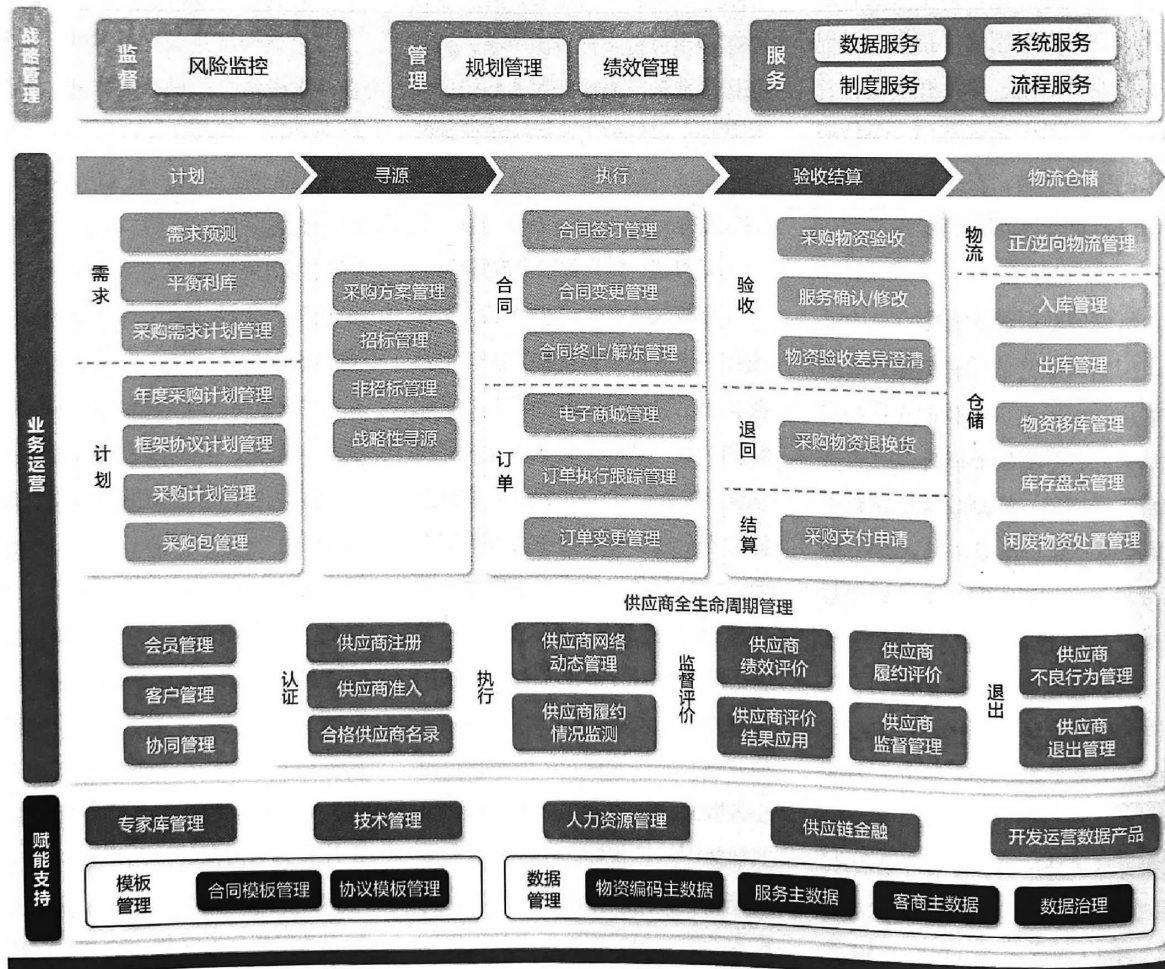 战略管理
监督
风险监控
管理
规划管理
绩效管理
服务
数据服务
系统服务
制度服务
流程服务
业务运营
计划
寻源
执行
验收结算
物流仓储
需求
需求预测
平衡利库
采购需求计划管理
计划
年度采购计划管理
框架协议计划管理
采购计划管理
采购包管理
采购方案管理
招标管理
非招标管理
战略性寻源
合同
合同签订管理
合同变更管理
合同终止/解冻管理
订单
电子商城管理
订单执行跟踪管理
订单变更管理
验收
采购物资验收
服务确认/修改
物资验收差异澄清
退回
采购物资退换货
结算
采购支付申请
物流
正/逆向物流管理
仓储
入库管理
出库管理
物资移库管理
库存盘点管理
闲废物资处置管理
供应商全生命周期管理
会员管理
客户管理
协同管理
认证
供应商注册
供应商准入
合格供应商名录
执行
供应商网络
动态管理
供应商履约
情况监测
监督评价
供应商
绩效评价
供应商
履约评价
供应商评价
结果应用
供应商
监督管理
退出
供应商
不良行为管理
供应商
退出管理
赋能支持
专家库管理
技术管理
人力资源管理
供应链金融
开发运营数据产品
模板
管理
合同模板管理
协议模板管理
数据
管理
物资编码主数据
服务主数据
客商主数据
数据治理